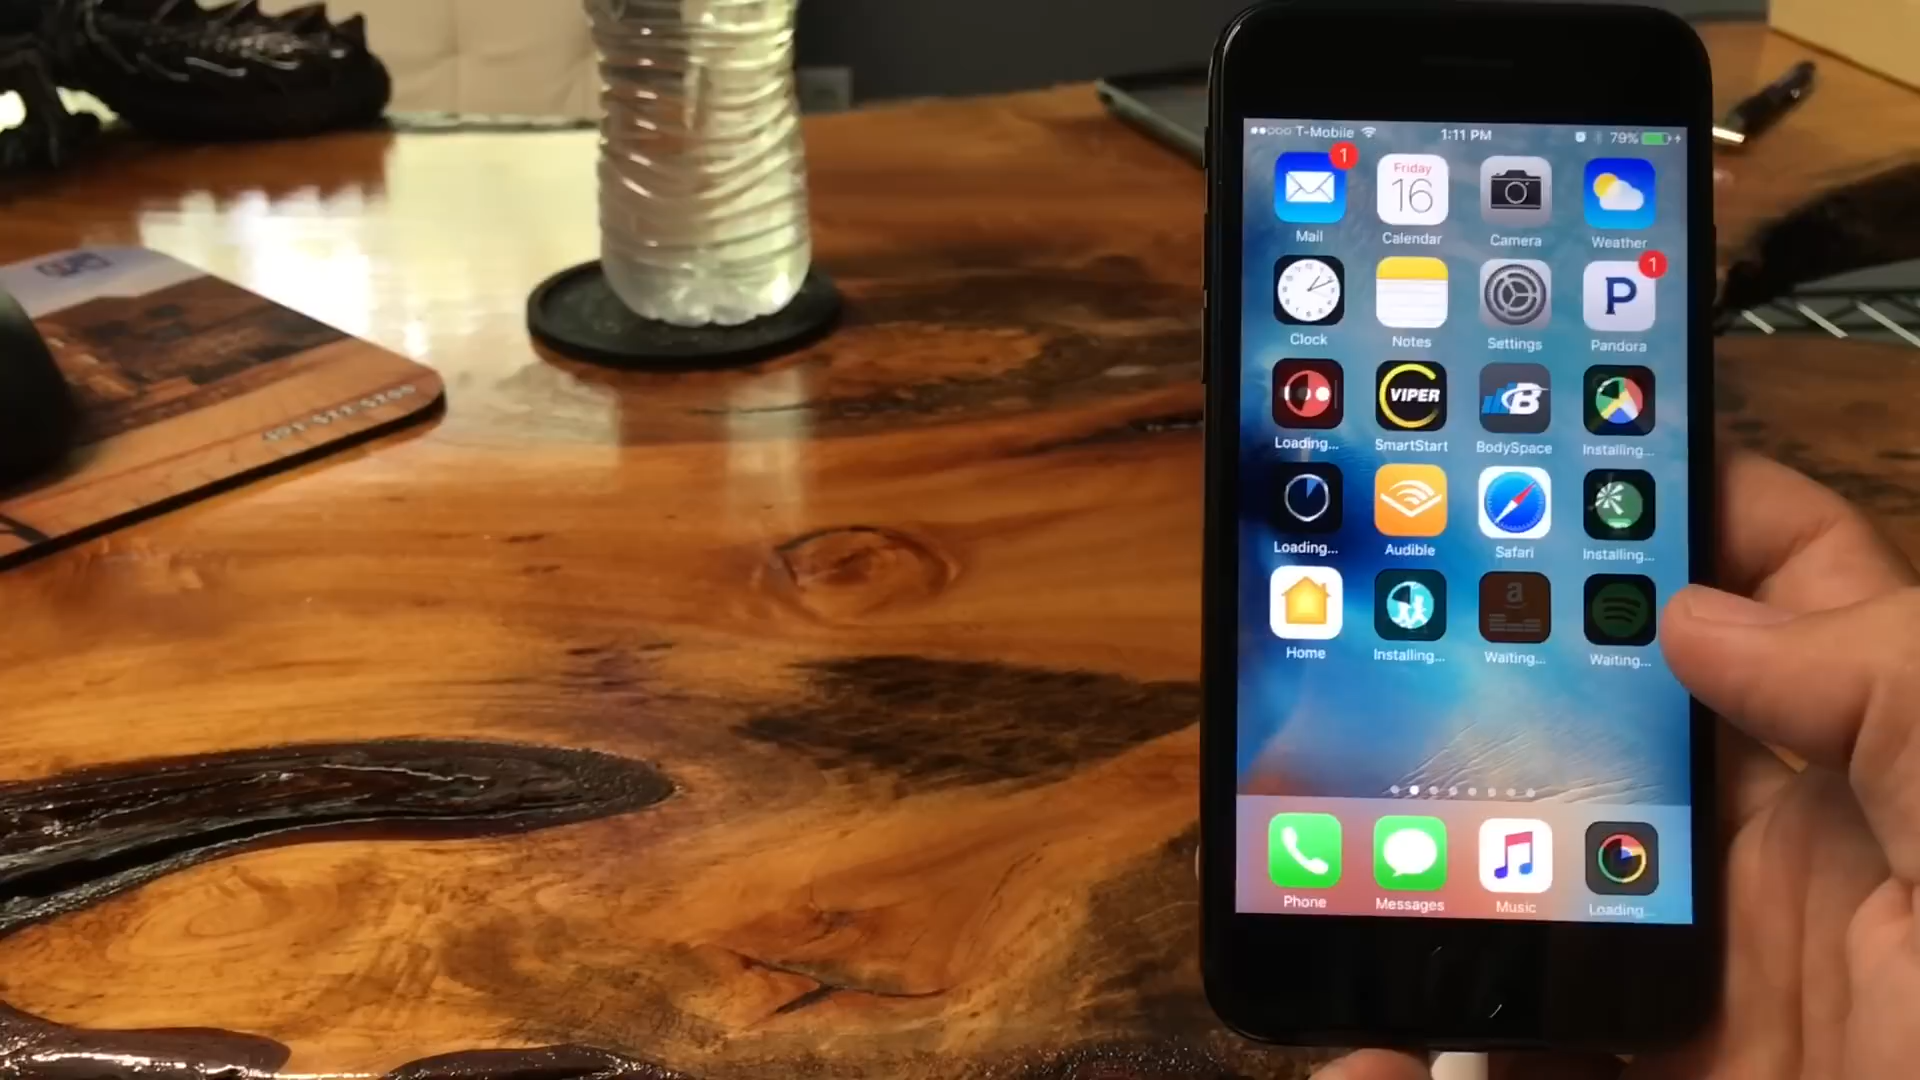 T-Mobile 1:11 PM 79%
1 Friday
16
Mail Calendar Camera Weather
1
P
Clock Notes Settings Pandora
VIPER B
Loading... SmartStart BodySpace Installing...
Loading... Audible Safari Installing...
a
Home Installing... Waiting... Waiting...
Phone Messages Music Loading...